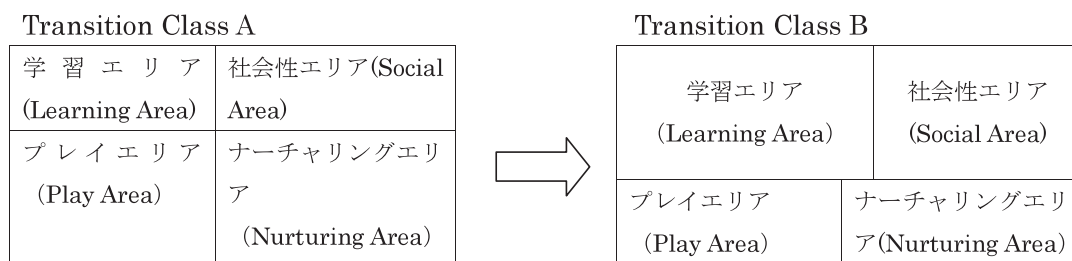 Transition Class A
学習エリア
(Learning Area)
社会性エリア(Social
Area)
プレイエリア
（Play Area）
ナーチャリングエリ
ア
（Nurturing Area）
Transition Class B
学習エリア
（Learning Area）
社会性エリア
(Social Area)
プレイエリア
（Play Area）
ナーチャリングエリ
ア(Nurturing Area）